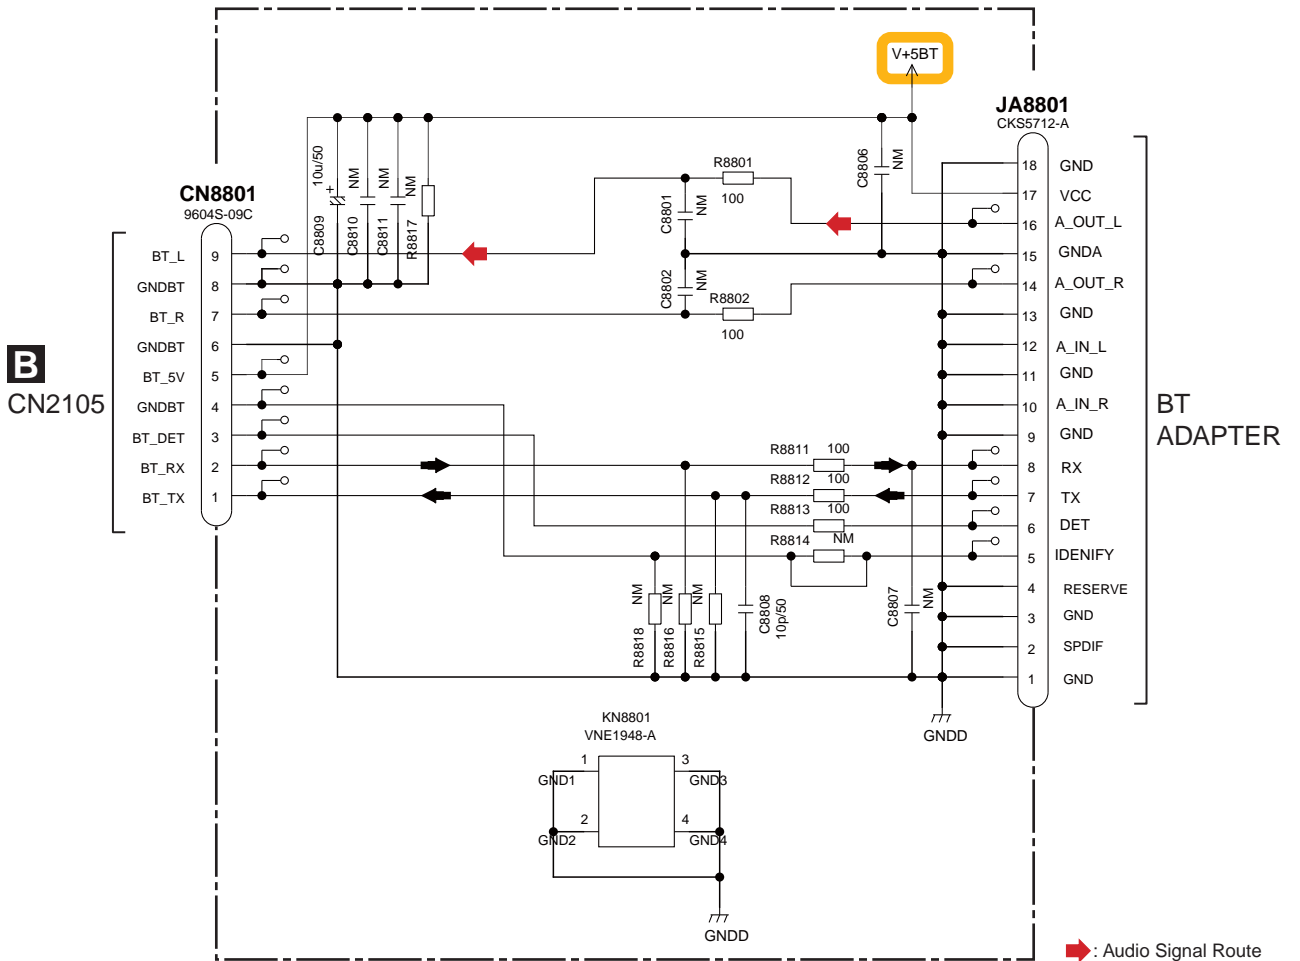 V+5BT
JA8801
CKS5712-A
CN8801
9604S-09C
10u/50
C8809
NM
C8810
NM
C8811
NM
R8817
C8801
NM
C8802
NM
R8801
100
R8802
100
C8806
NM
BT_L 9
GNDBT 8
BT_R 7
GNDBT 6
BT_5V 5
GNDBT 4
BT_DET 3
BT_RX 2
BT_TX 1
B
CN2105
18 GND
17 VCC
16 A_OUT_L
15 GNDA
14 A_OUT_R
13 GND
12 A_IN_L
11 GND
10 A_IN_R
9 GND
8 RX
7 TX
6 DET
5 IDENIFY
4 RESERVE
3 GND
2 SPDIF
1 GND
BT
ADAPTER
R8811 100
R8812 100
R8813 100
R8814 NM
NM
R8818
NM
R8816
NM
R8815
C8808
10p/50
C8807
NM
GNDD
KN8801
VNE1948-A
1 3
GND1 GND3
2 4
GND2 GND4
GNDD
: Audio Signal Route